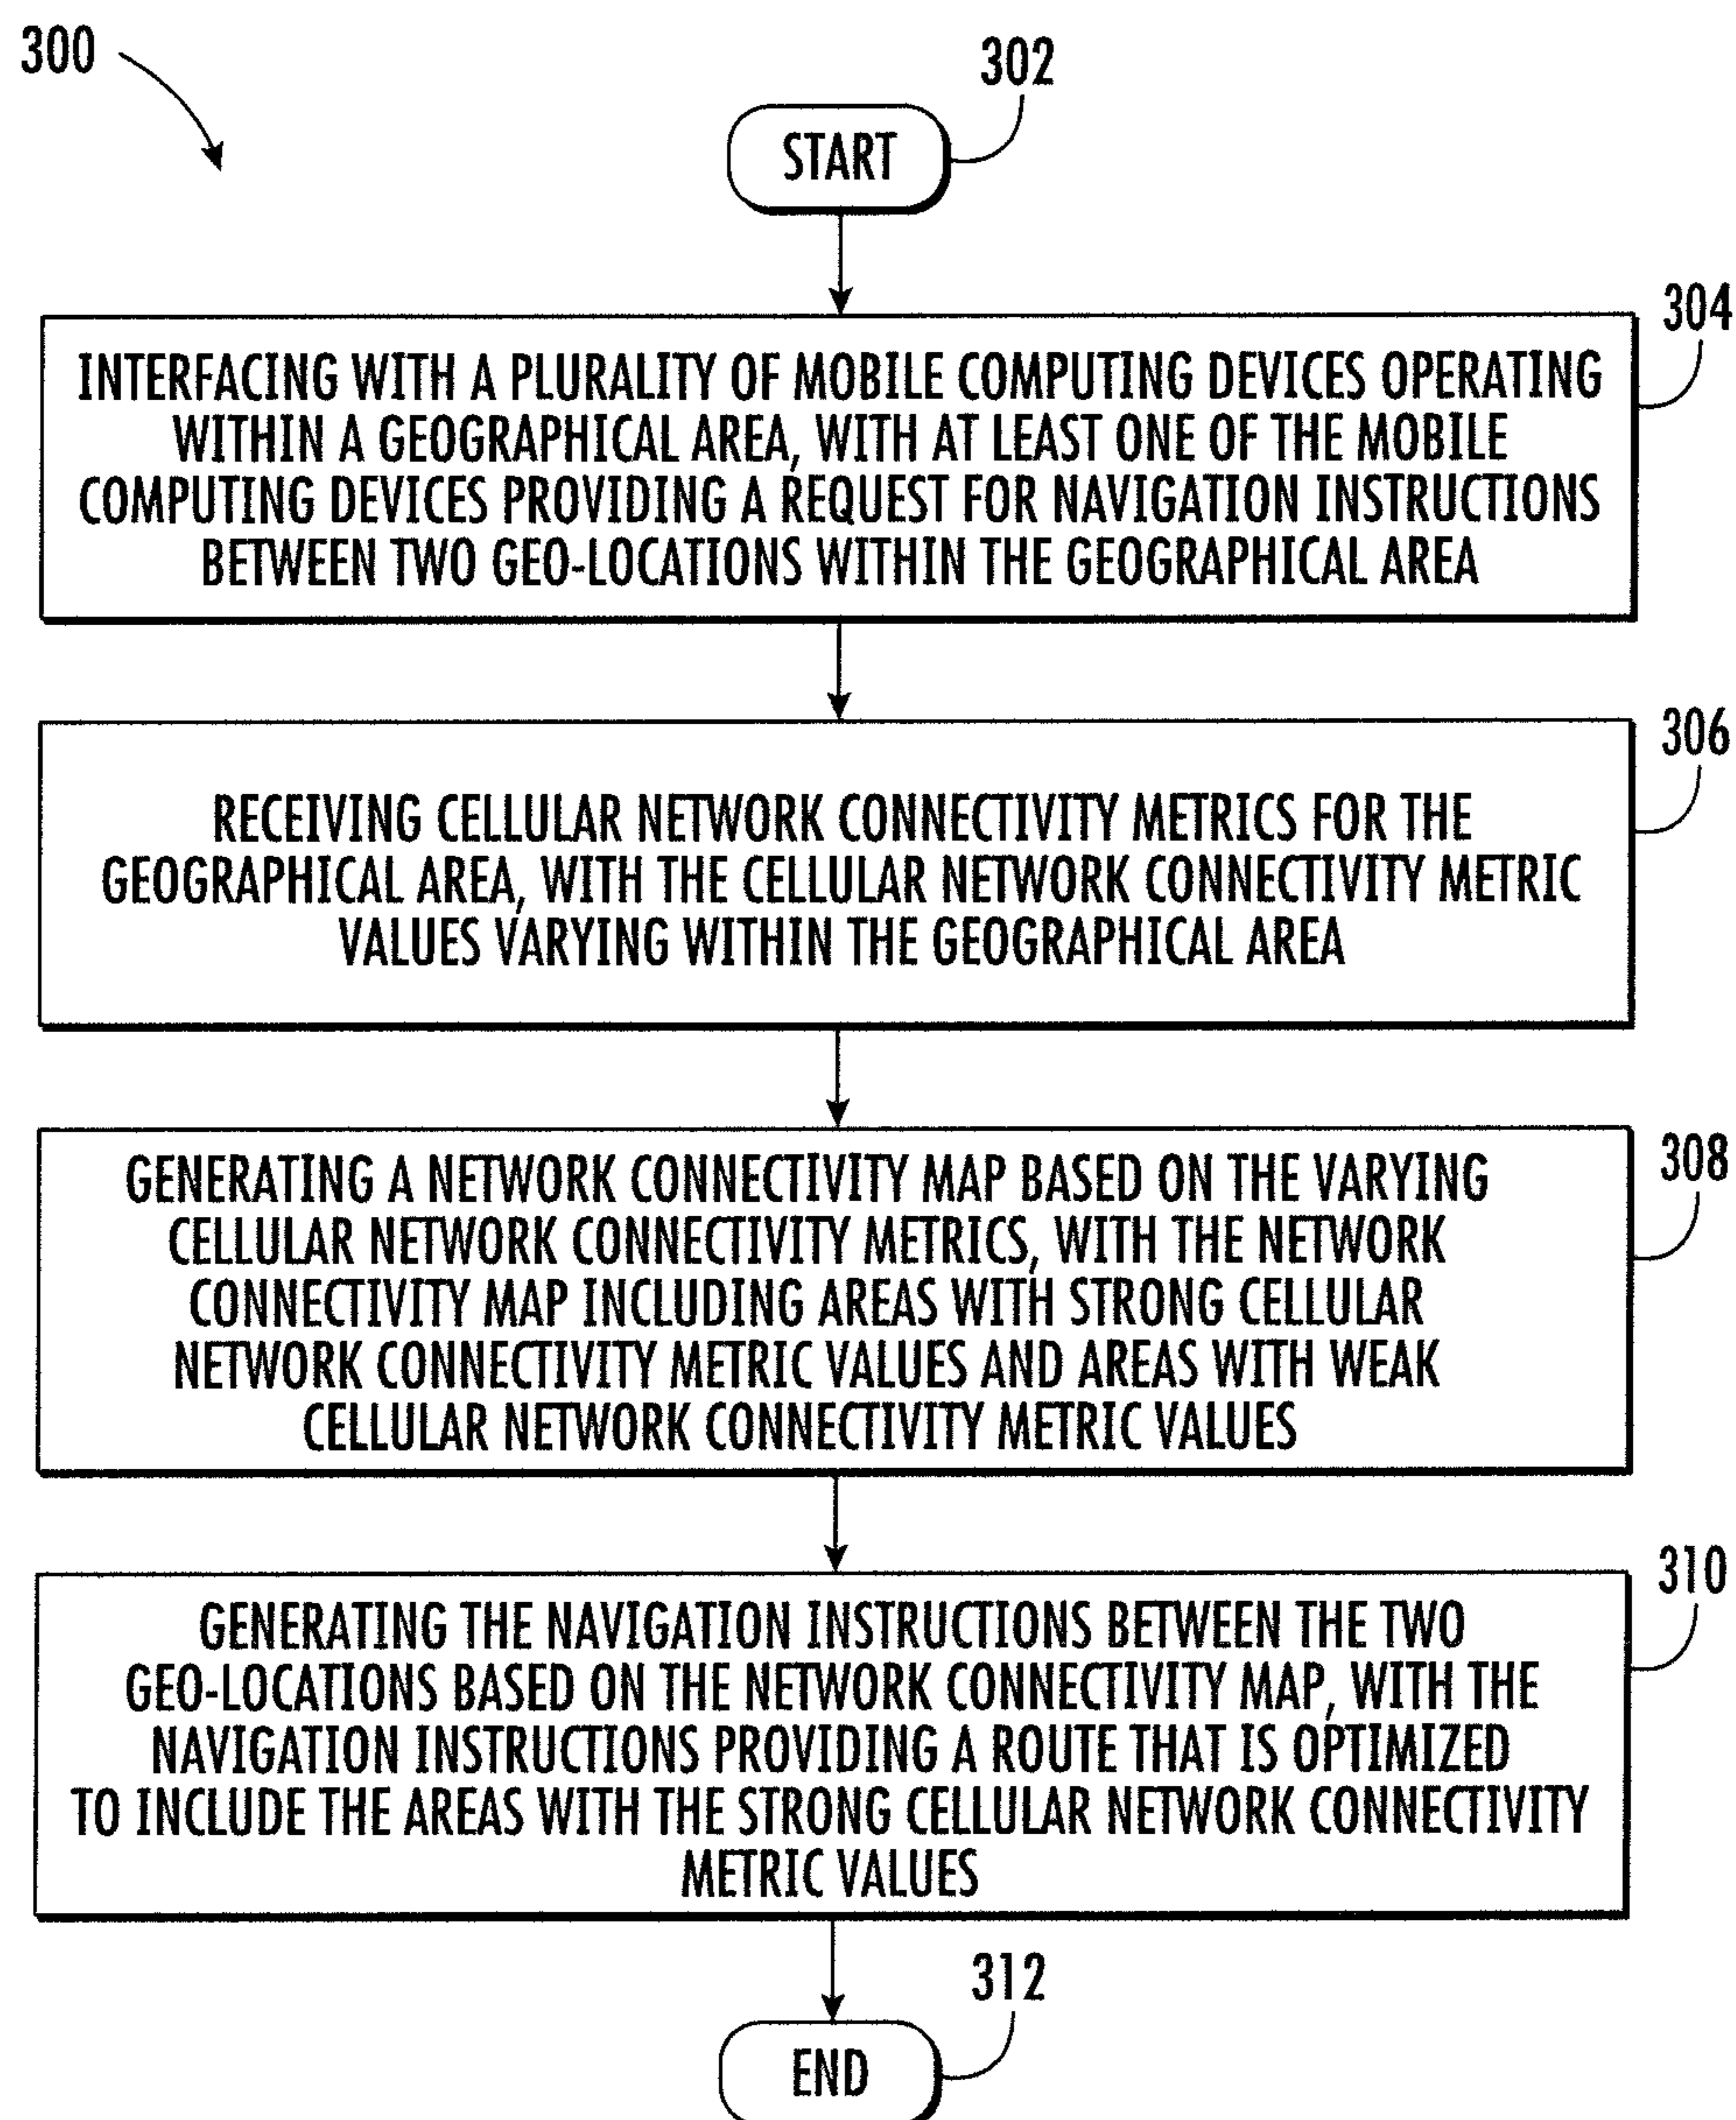 300
302
START
304
INTERFACING WITH A PLURALITY OF MOBILE COMPUTING DEVICES OPERATING
WITHIN A GEOGRAPHICAL AREA, WITH AT LEAST ONE OF THE MOBILE
COMPUTING DEVICES PROVIDING A REQUEST FOR NAVIGATION INSTRUCTIONS
BETWEEN TWO GEO-LOCATIONS WITHIN THE GEOGRAPHICAL AREA
306
RECEIVING CELLULAR NETWORK CONNECTIVITY METRICS FOR THE
GEOGRAPHICAL AREA, WITH THE CELLULAR NETWORK CONNECTIVITY METRIC
VALUES VARYING WITHIN THE GEOGRAPHICAL AREA
308
GENERATING A NETWORK CONNECTIVITY MAP BASED ON THE VARYING
CELLULAR NETWORK CONNECTIVITY METRICS, WITH THE NETWORK
CONNECTIVITY MAP INCLUDING AREAS WITH STRONG CELLULAR
NETWORK CONNECTIVITY METRIC VALUES AND AREAS WITH WEAK
CELLULAR NETWORK CONNECTIVITY METRIC VALUES
310
GENERATING THE NAVIGATION INSTRUCTIONS BETWEEN THE TWO
GEO-LOCATIONS BASED ON THE NETWORK CONNECTIVITY MAP, WITH THE
NAVIGATION INSTRUCTIONS PROVIDING A ROUTE THAT IS OPTIMIZED
TO INCLUDE THE AREAS WITH THE STRONG CELLULAR NETWORK CONNECTIVITY
METRIC VALUES
312
END